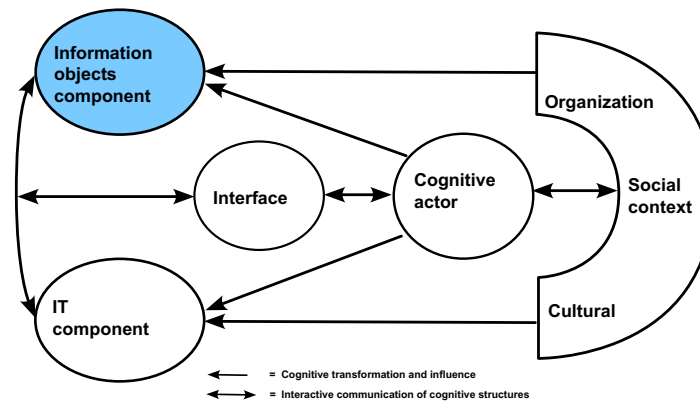 Information
objects
component
Organization
Interface
Cognitive
actor
Social
context
IT
component
Cultural
= Cognitive transformation and influence
= Interactive communication of cognitive structures